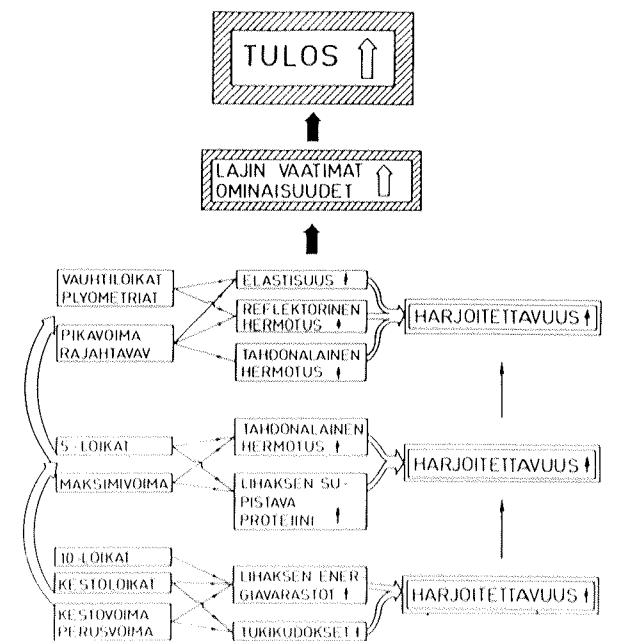 TULOS
LAJIN VAATIMAT
OMINAISUUDET
VAUHTILOIKAT
PLYOMETRIAT
PIKAVOIMA
RAJAHTAVAV
ELASTISUUS
REFLEKTORINEN
HERMOTUS
TAHDONALAINEN
HERMOTUS
HARJOITETTAVUUS
5-LOIKAT
MAKSIMIVOIMA
TAHDONALAINEN
HERMOTUS
LIHAKSEN SU-
PISTAVA
PROTEIINI
HARJOITETTAVUUS
10-LOIKAT
KESTOLOIKAT
KESTOVOIMA
PERUSVOIMA
LIHAKSEN ENER
GIAVARASTOT
TUKIKUDOKSET
HARJOITETTAVUUS